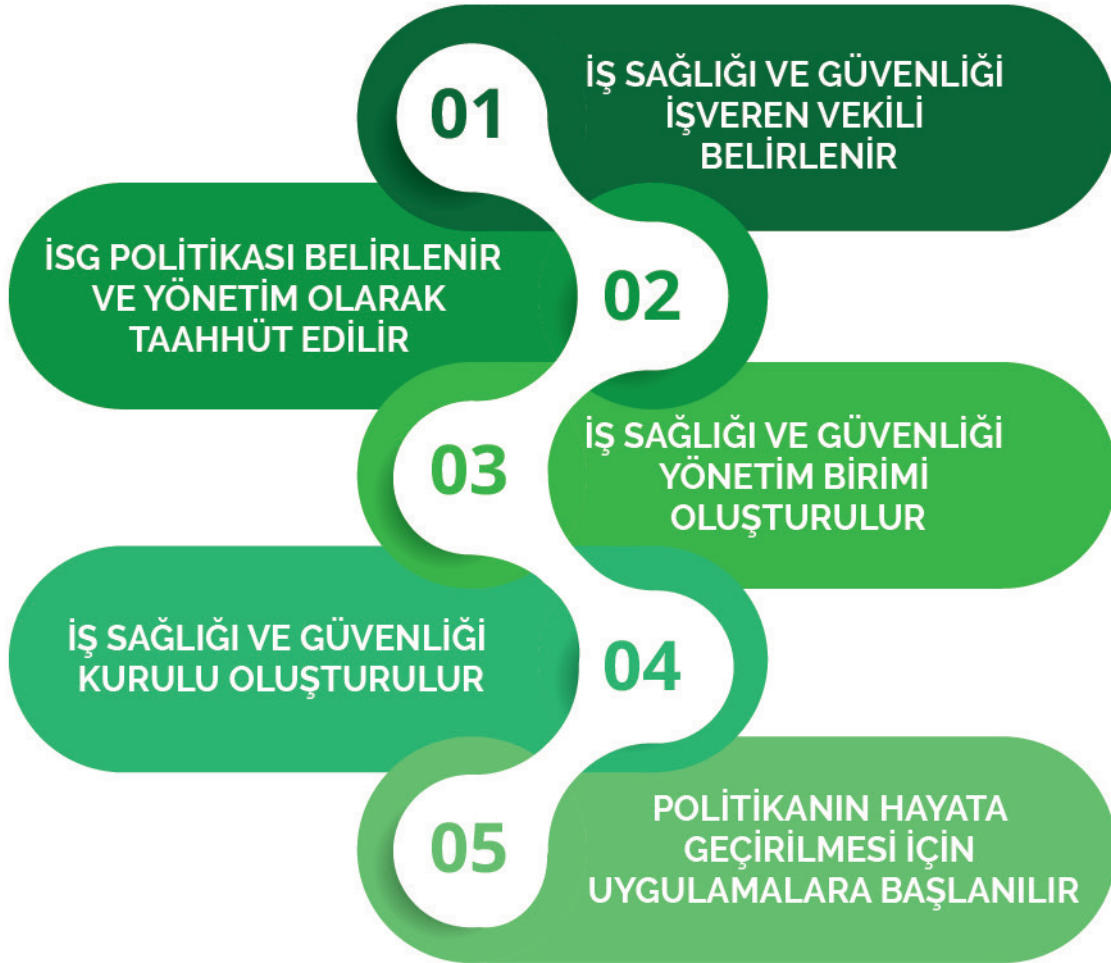 01
İŞ SAĞLIĞI VE GÜVENLİĞİ
İŞVEREN VEKİLİ
BELİRLENİR
İSG POLİTİKASI BELİRLENİR
VE YÖNETİM OLARAK
TAAHHÜT EDİLİR
02
03
İŞ SAĞLIĞI VE GÜVENLİĞİ
YÖNETİM BİRİMİ
OLUŞTURULUR
İŞ SAĞLIĞI VE GÜVENLİĞİ
KURULU OLUŞTURULUR
04
05
POLİTİKANIN HAYATA
GEÇİRİLMESİ İÇİN
UYGULAMALARA BAŞLANILIR